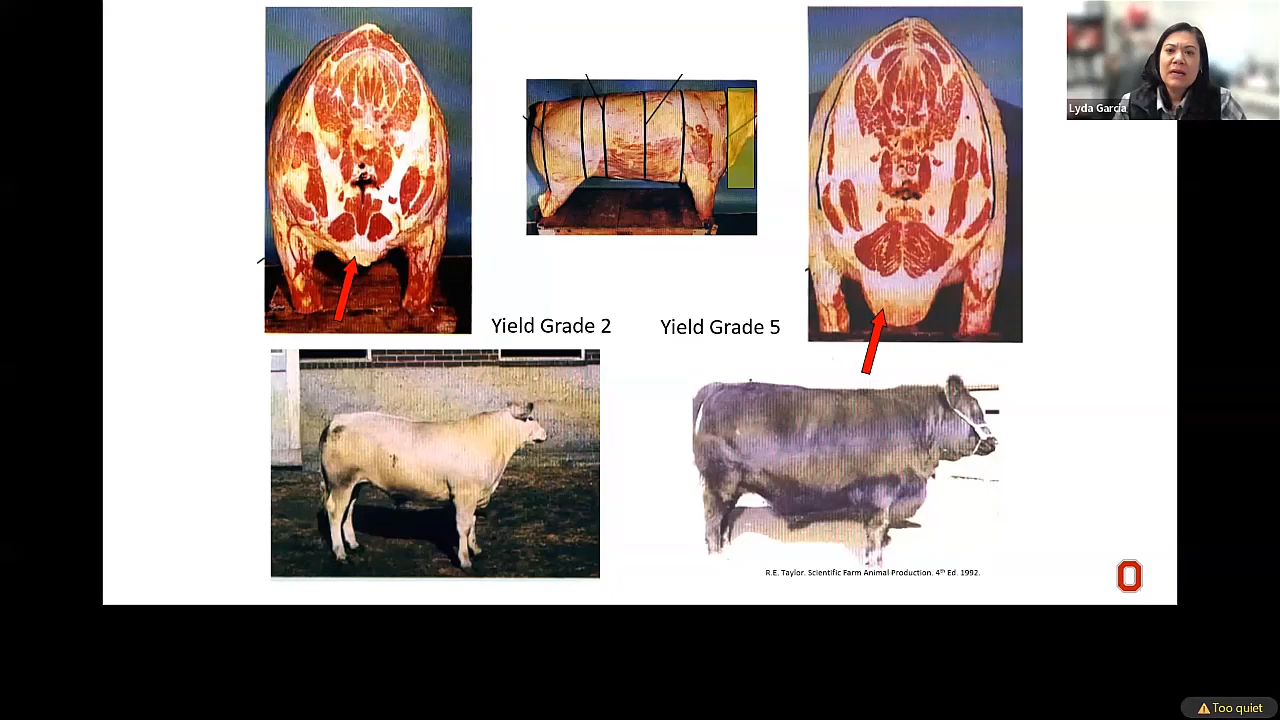 Lyda Garcia
Yield Grade 2
Yield Grade 5
R.E. Taylor. Scientific Farm Animal Production. 4th Ed. 1992.
Too quiet